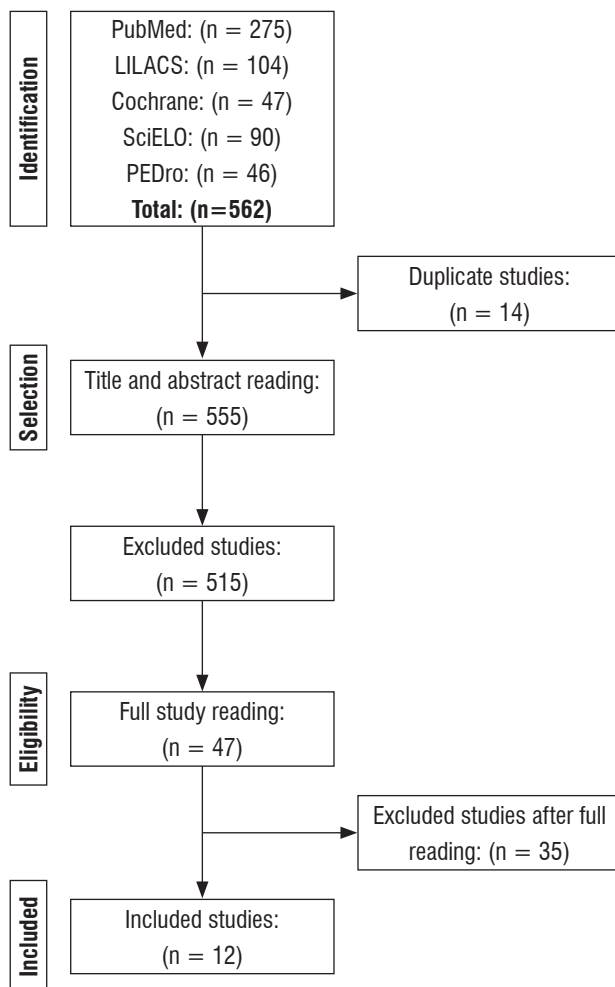 Identification
PubMed: (n = 275)
LILACS: (n = 104)
Cochrane: (n = 47)
SciELO: (n = 90)
PEDro: (n = 46)
Total: (n=562)
Duplicate studies:
(n = 14)
Selection
Title and abstract reading:
(n = 555)
Excluded studies:
(n = 515)
Eligibility
Full study reading:
(n = 47)
Excluded studies after full
reading: (n = 35)
Included
Included studies:
(n = 12)